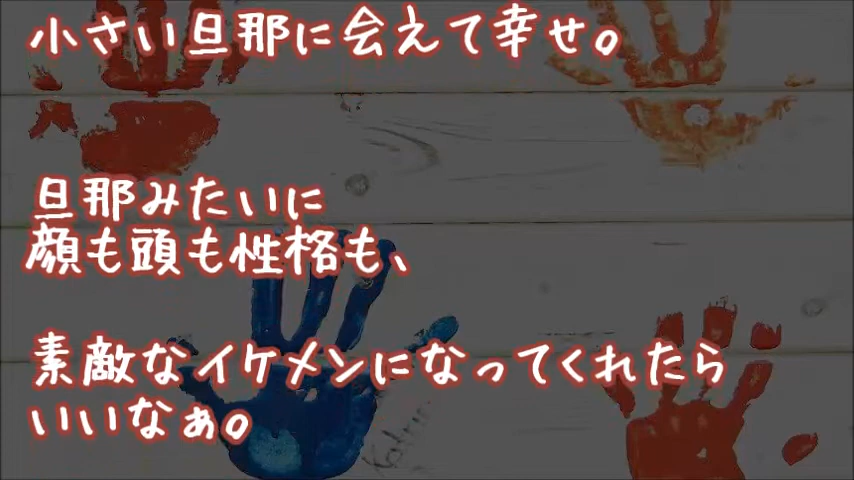 小さい旦那に会えて幸せ。
旦那みたいに
顔も頭も性格も、
素敵なイケメンになってくれたら
いいなぁ。